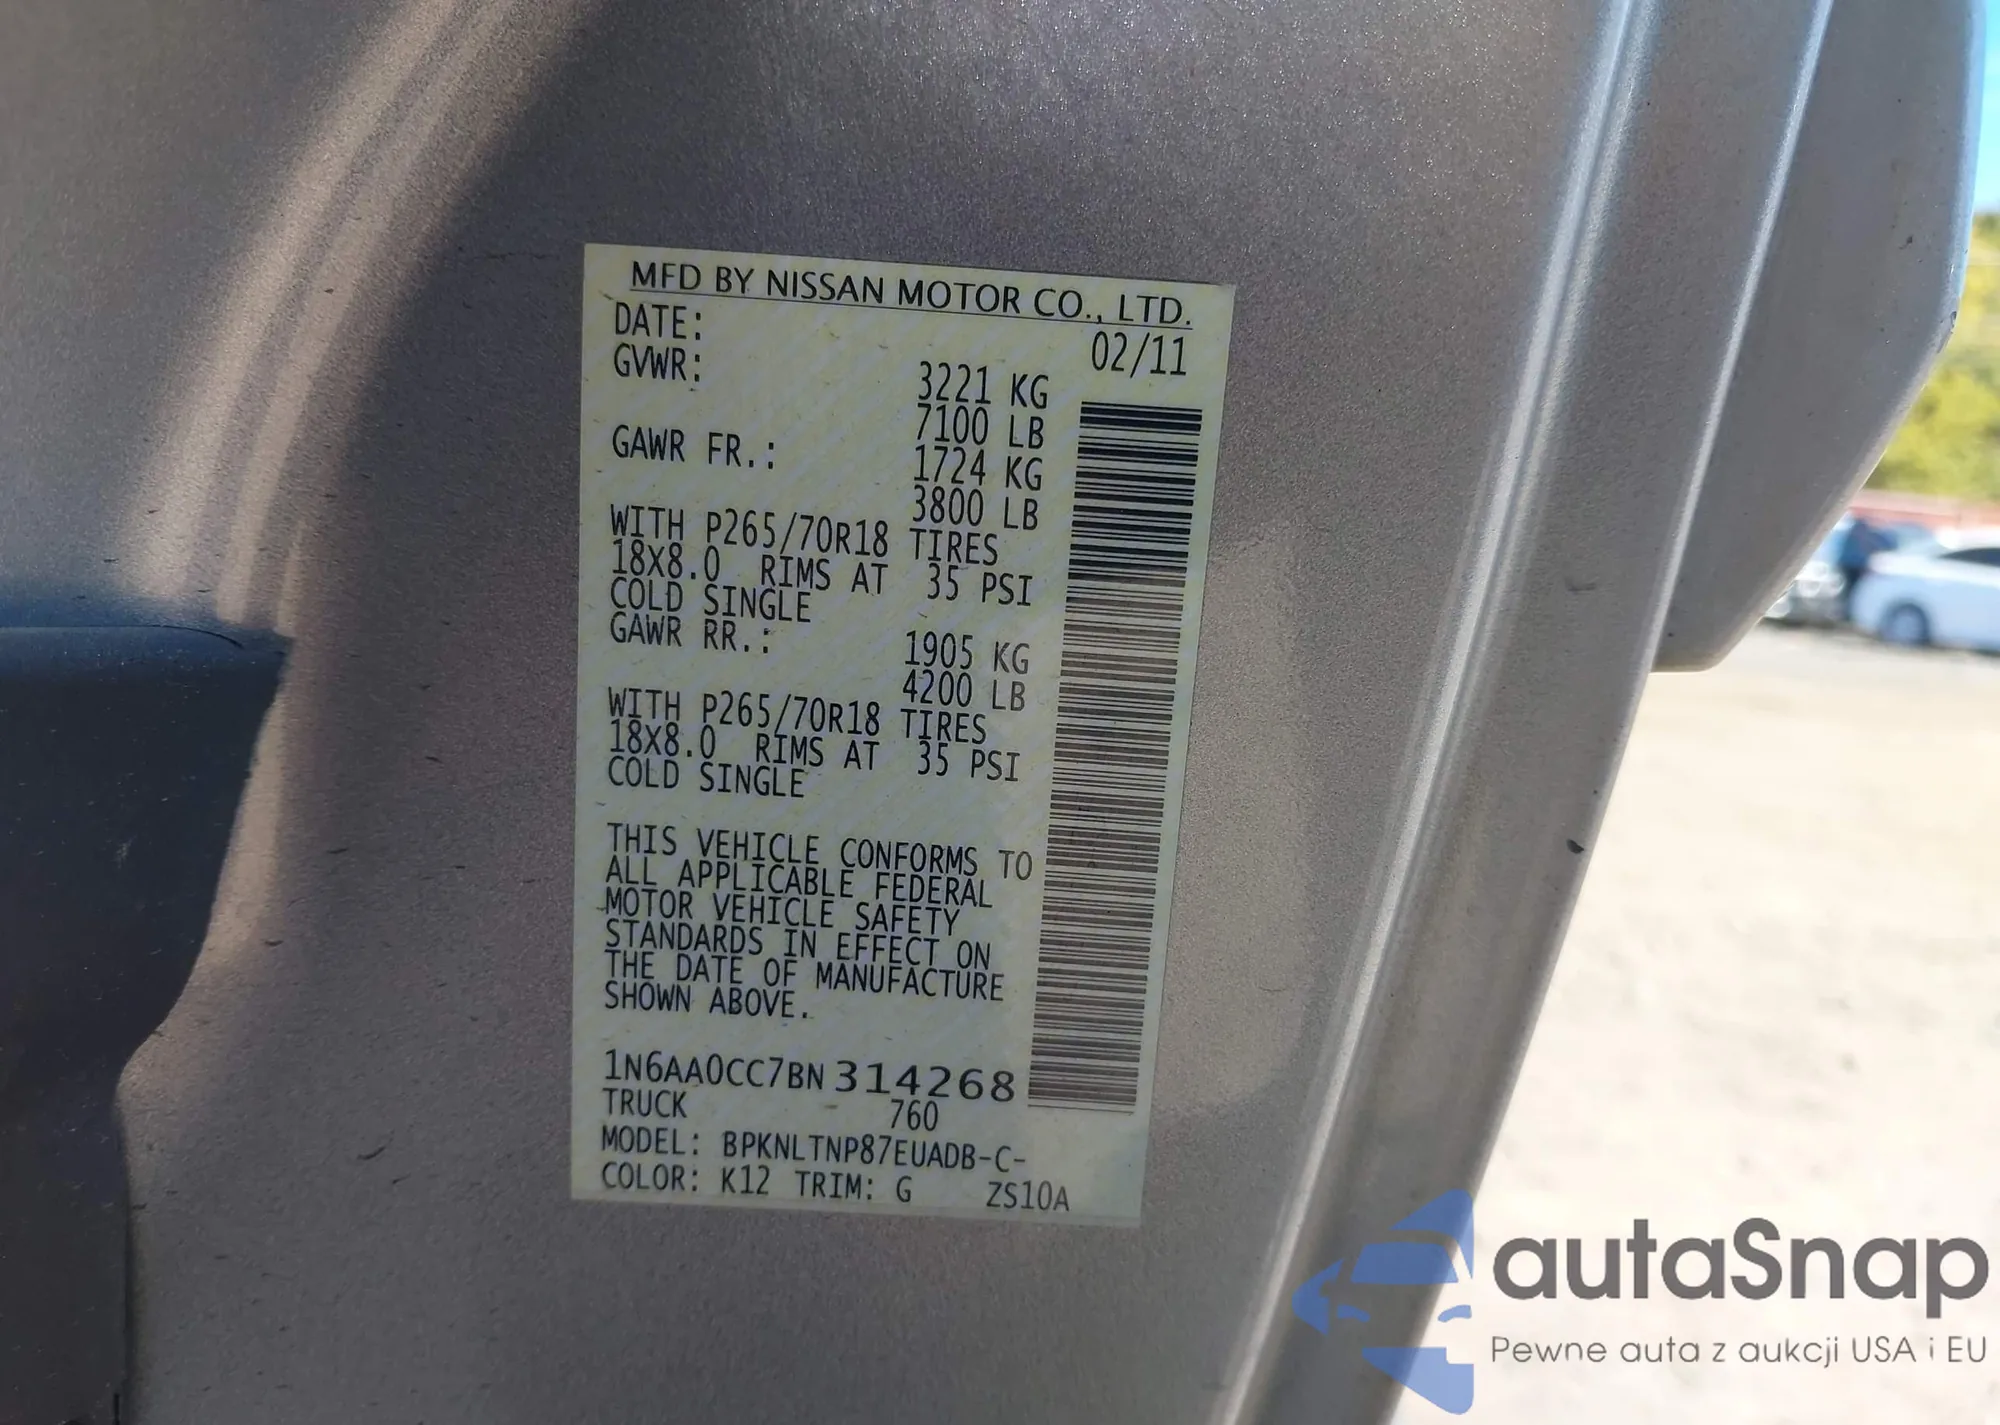 MFD BY NISSAN MOTOR CO., LTD.
DATE: 02/11
GVWR: 3221 KG
7100 LB
GAWR FR.: 1724 KG
3800 LB
WITH P265/70R18 TIRES
18X8.0 RIMS AT 35 PSI
COLD SINGLE
GAWR RR.: 1905 KG
4200 LB
WITH P265/70R18 TIRES
18X8.0 RIMS AT 35 PSI
COLD SINGLE
THIS VEHICLE CONFORMS TO
ALL APPLICABLE FEDERAL
MOTOR VEHICLE SAFETY
STANDARDS IN EFFECT ON
THE DATE OF MANUFACTURE
SHOWN ABOVE.
1N6AA0CC7BN314268
TRUCK 760
MODEL: BPKNLTNP87EUADB-C-
COLOR: K12 TRIM: G ZS10A
autaSnap
Pewne auta z aukcji USA i EU